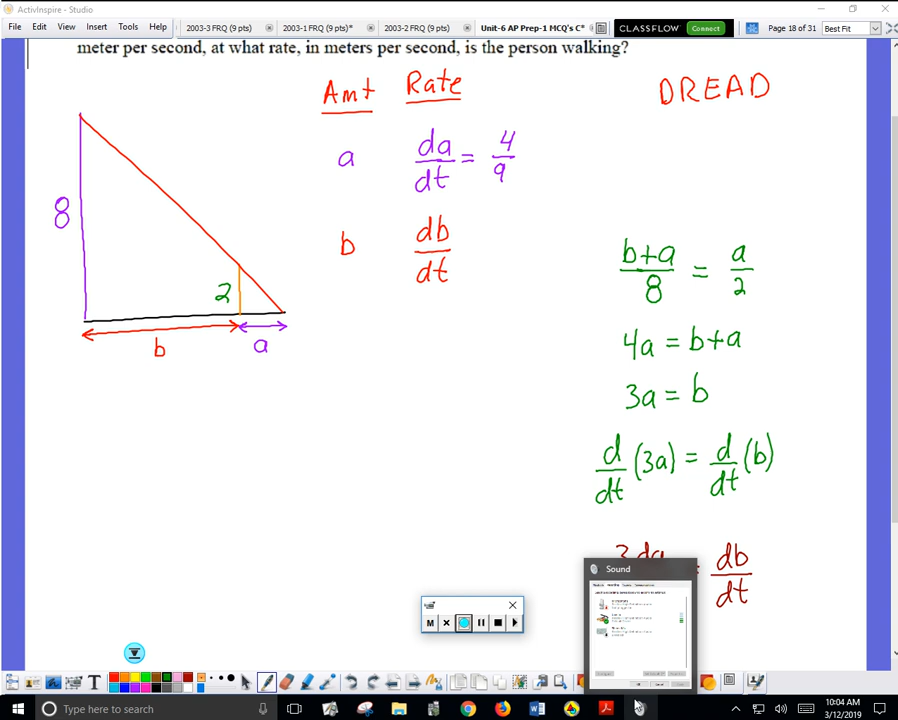 ActivInspire - Studio
File Edit View Insert Tools Help
2003-3 FRQ (9 pts) 2003-1 FRQ (9 pts)* 2003-2 FRQ (9 pts) Unit-6 AP Prep-1 MCQ's C*
CLASSFLOW Connect Page 18 of 31 Best Fit
meter per second, at what rate, in meters per second, is the person walking?
Amt Rate DREAD
a da/dt = 4/9
8
b db/dt
2
b a
b+a/8 = a/2
4a = b+a
3a = b
d/dt (3a) = d/dt (b)
3da = db/dt
Sound
M
T
Type here to search
10:04 AM
3/12/2019